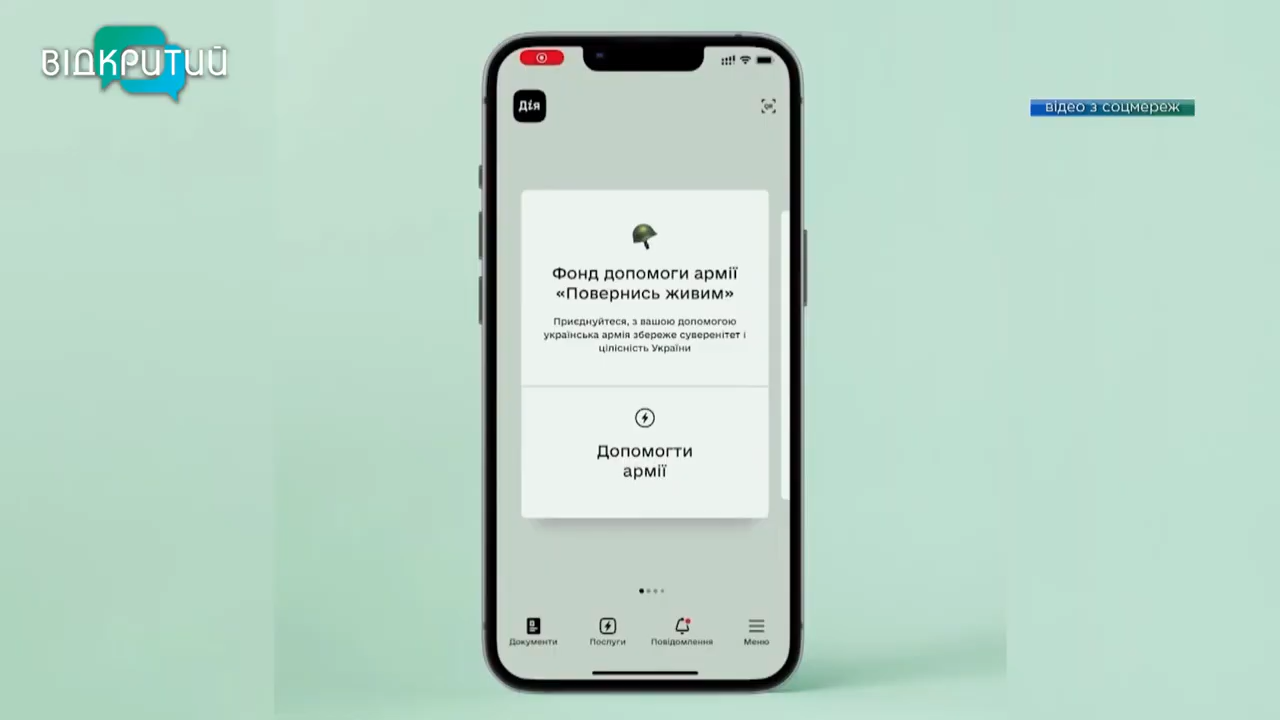 ВІДКРИТИЙ
відео з соцмереж
Дія
Фонд допомоги армії
«Повернись живим»
Приєднуйтеся, з вашою допомогою
українська армія збереже суверенітет і
цілісність України
Допомогти
армії
Документи
Послуги
Повідомлення
Меню